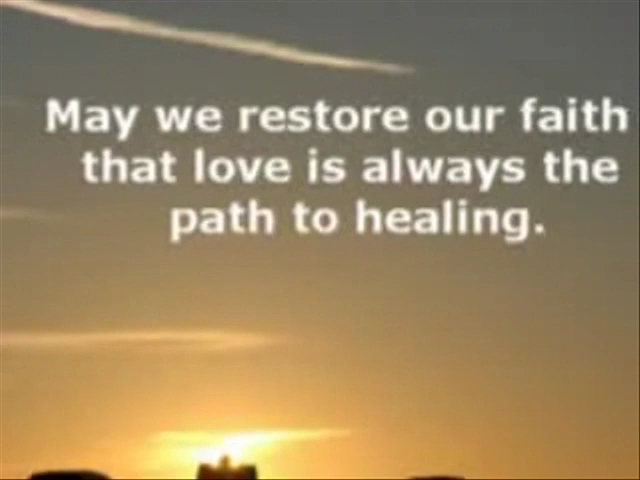 May we restore our faith
that love is always the
path to healing.